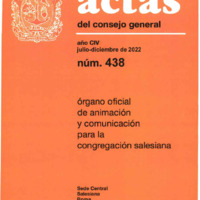 actas
del consejo general
año CIV
julio-diciembre de 2022
núm. 438
órgano oficial
de animación
y comunicación
para la
congregación salesiana
Sede Central
Salesiana
Roma